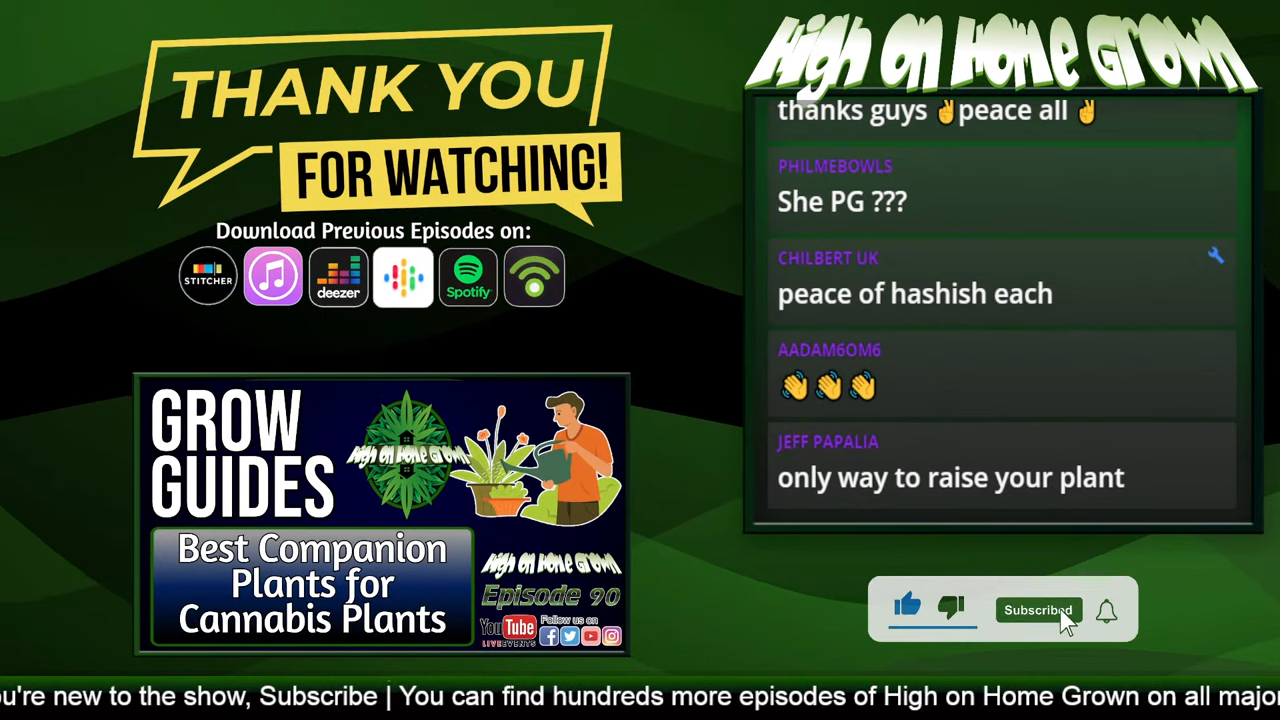 THANK YOU
FOR WATCHING!
Download Previous Episodes on:
STITCHER
deezer
Spotify
GROW
GUIDES
High on Home Grown
Best Companion
Plants for
Cannabis Plants
High on Home Grown
Episode 90
YouTube
LIVE EVENTS
Follow us on
High on Home Grown
thanks guys ✌️peace all ✌️
PHILMEBOWLS
She PG ???
CHILBERT UK
peace of hashish each
AADAM6OM6
👋👋👋
JEFF PAPALIA
only way to raise your plant
Subscribed
ou're new to the show, Subscribe | You can find hundreds more episodes of High on Home Grown on all major